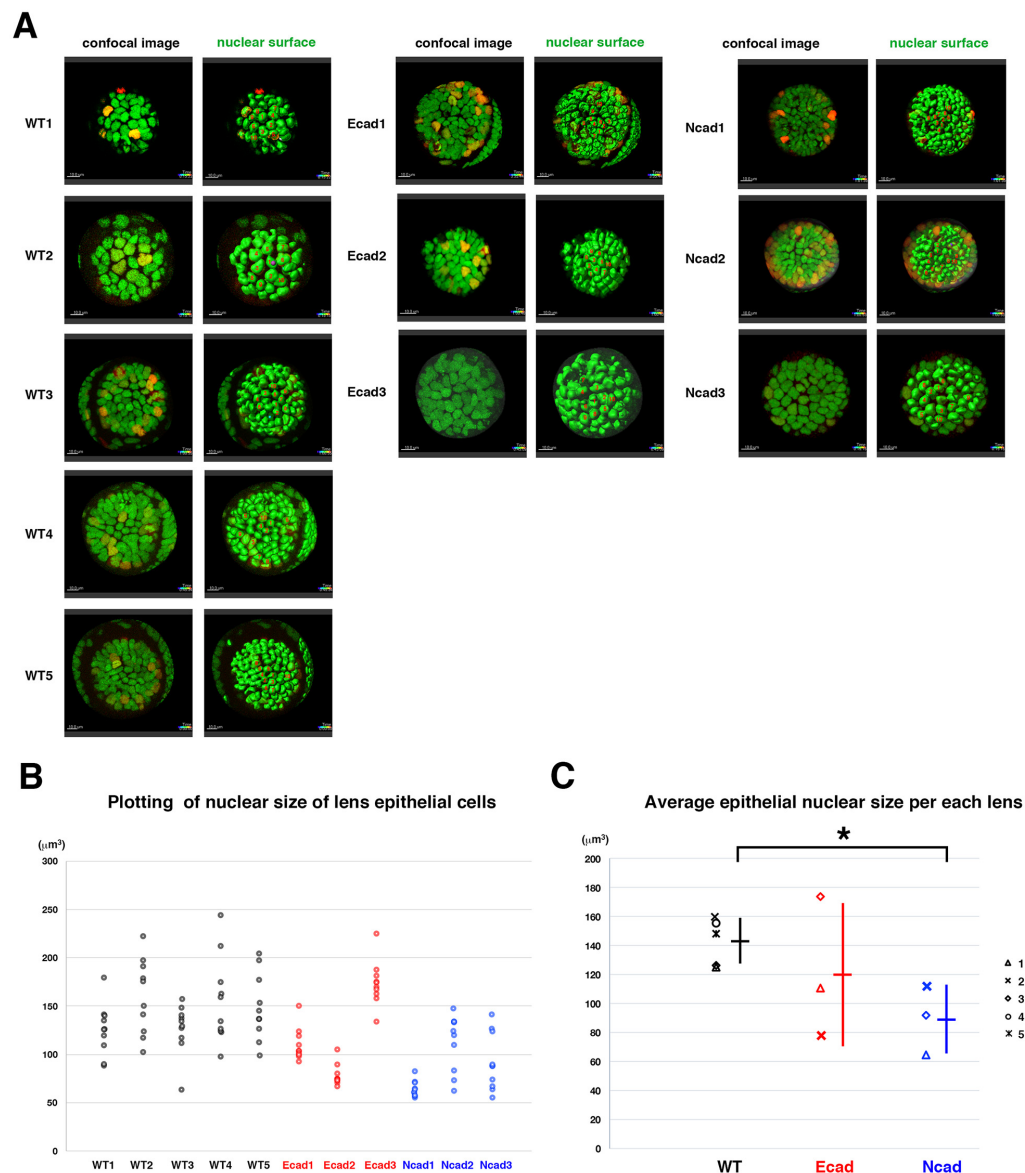 A
confocal image nuclear surface confocal image nuclear surface confocal image nuclear surface
WT1 Ecad1 Ncad1
WT2 Ecad2 Ncad2
WT3 Ecad3 Ncad3
WT4
WT5
B
Plotting of nuclear size of lens epithelial cells
(μm³)
300
250
200
150
100
50
0
WT1 WT2 WT3 WT4 WT5 Ecad1 Ecad2 Ecad3 Ncad1 Ncad2 Ncad3
C
Average epithelial nuclear size per each lens
*
(μm³)
200
180
160
140
120
100
80
60
40
20
0
WT Ecad Ncad
1
2
3
4
5